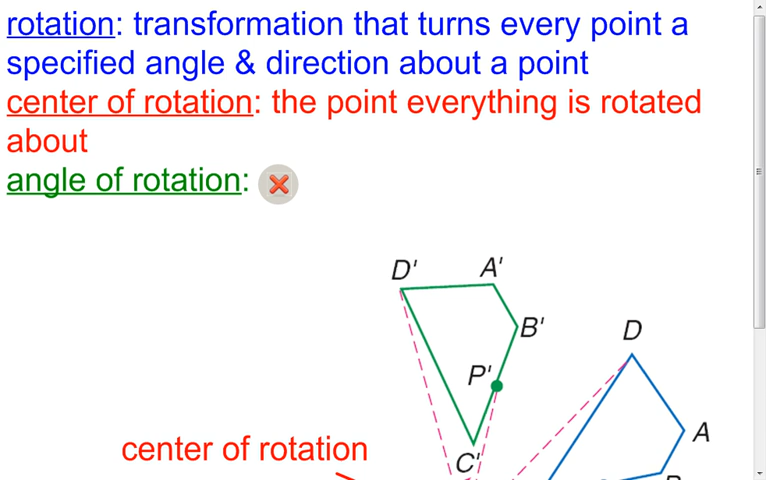 rotation: transformation that turns every point a
specified angle & direction about a point
center of rotation: the point everything is rotated
about
angle of rotation:
D'
A'
B'
D
P'
A
center of rotation
C'